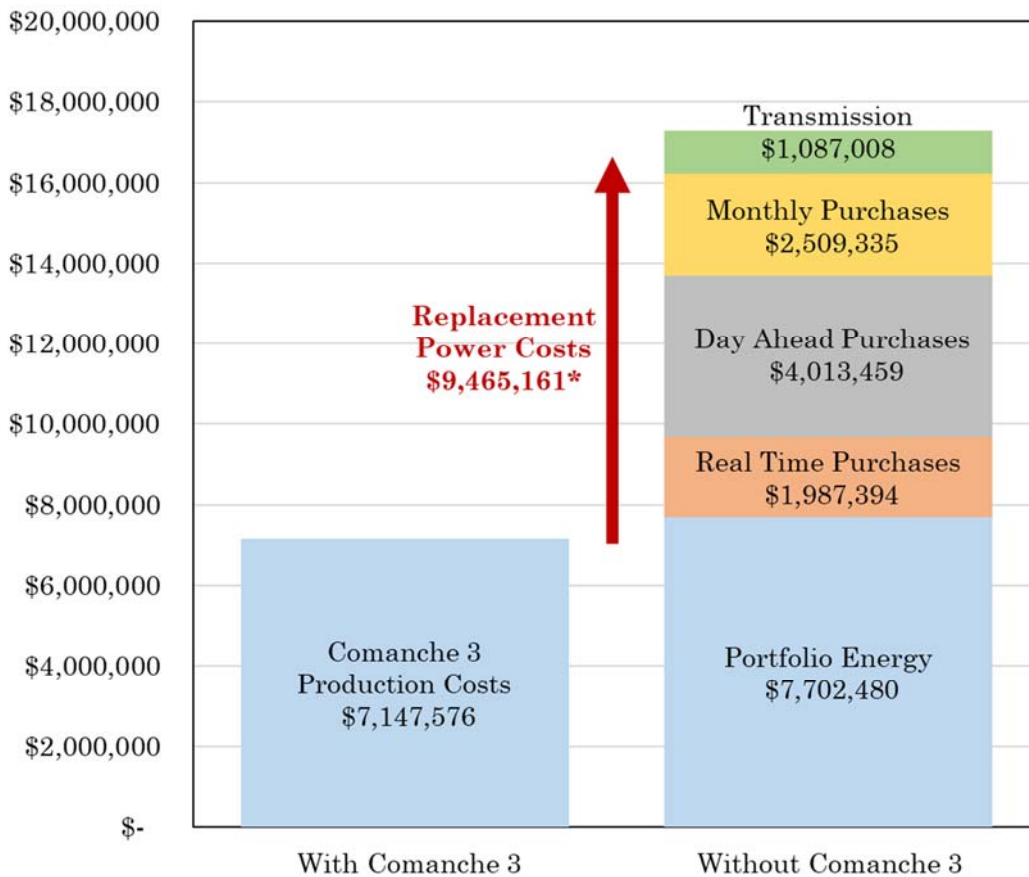 $20,000,000
$18,000,000
$16,000,000
$14,000,000
$12,000,000
$10,000,000
$8,000,000
$6,000,000
$4,000,000
$2,000,000
$-
Replacement
Power Costs
$9,465,161*
Comanche 3
Production Costs
$7,147,576
Transmission
$1,087,008
Monthly Purchases
$2,509,335
Day Ahead Purchases
$4,013,459
Real Time Purchases
$1,987,394
Portfolio Energy
$7,702,480
With Comanche 3
Without Comanche 3